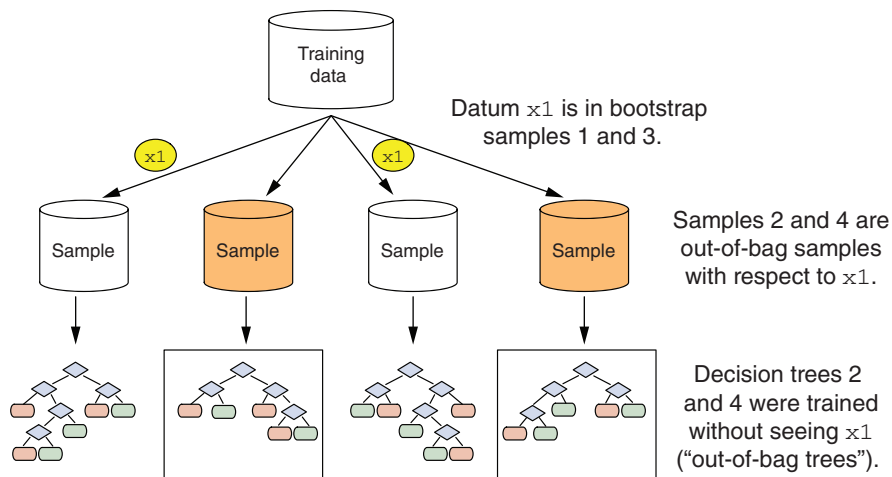 Training
data
Datum x1 is in bootstrap
samples 1 and 3.
x1
x1
Sample
Sample
Sample
Sample
Samples 2 and 4 are
out-of-bag samples
with respect to x1.
Decision trees 2
and 4 were trained
without seeing x1
(“out-of-bag trees”).